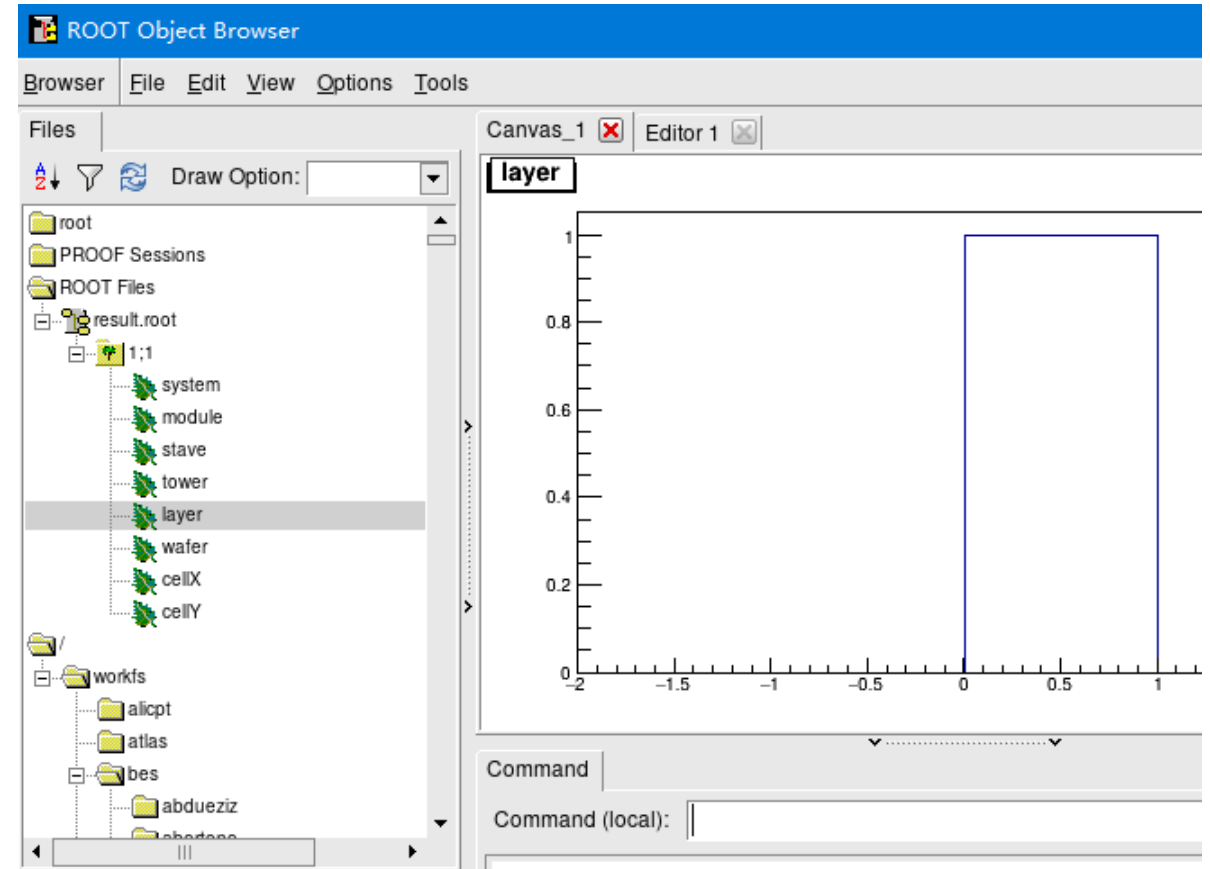 ROOT Object Browser
Browser File Edit View Options Tools
Files
Draw Option:
root
PROOF Sessions
ROOT Files
result.root
1;1
system
module
stave
tower
layer
wafer
cellX
cellY
/
workfs
alicpt
atlas
bes
abdueziz
Canvas_1
Editor 1
layer
1
0.8
0.6
0.4
0.2
0
−2 −1.5 −1 −0.5 0 0.5 1
Command
Command (local):